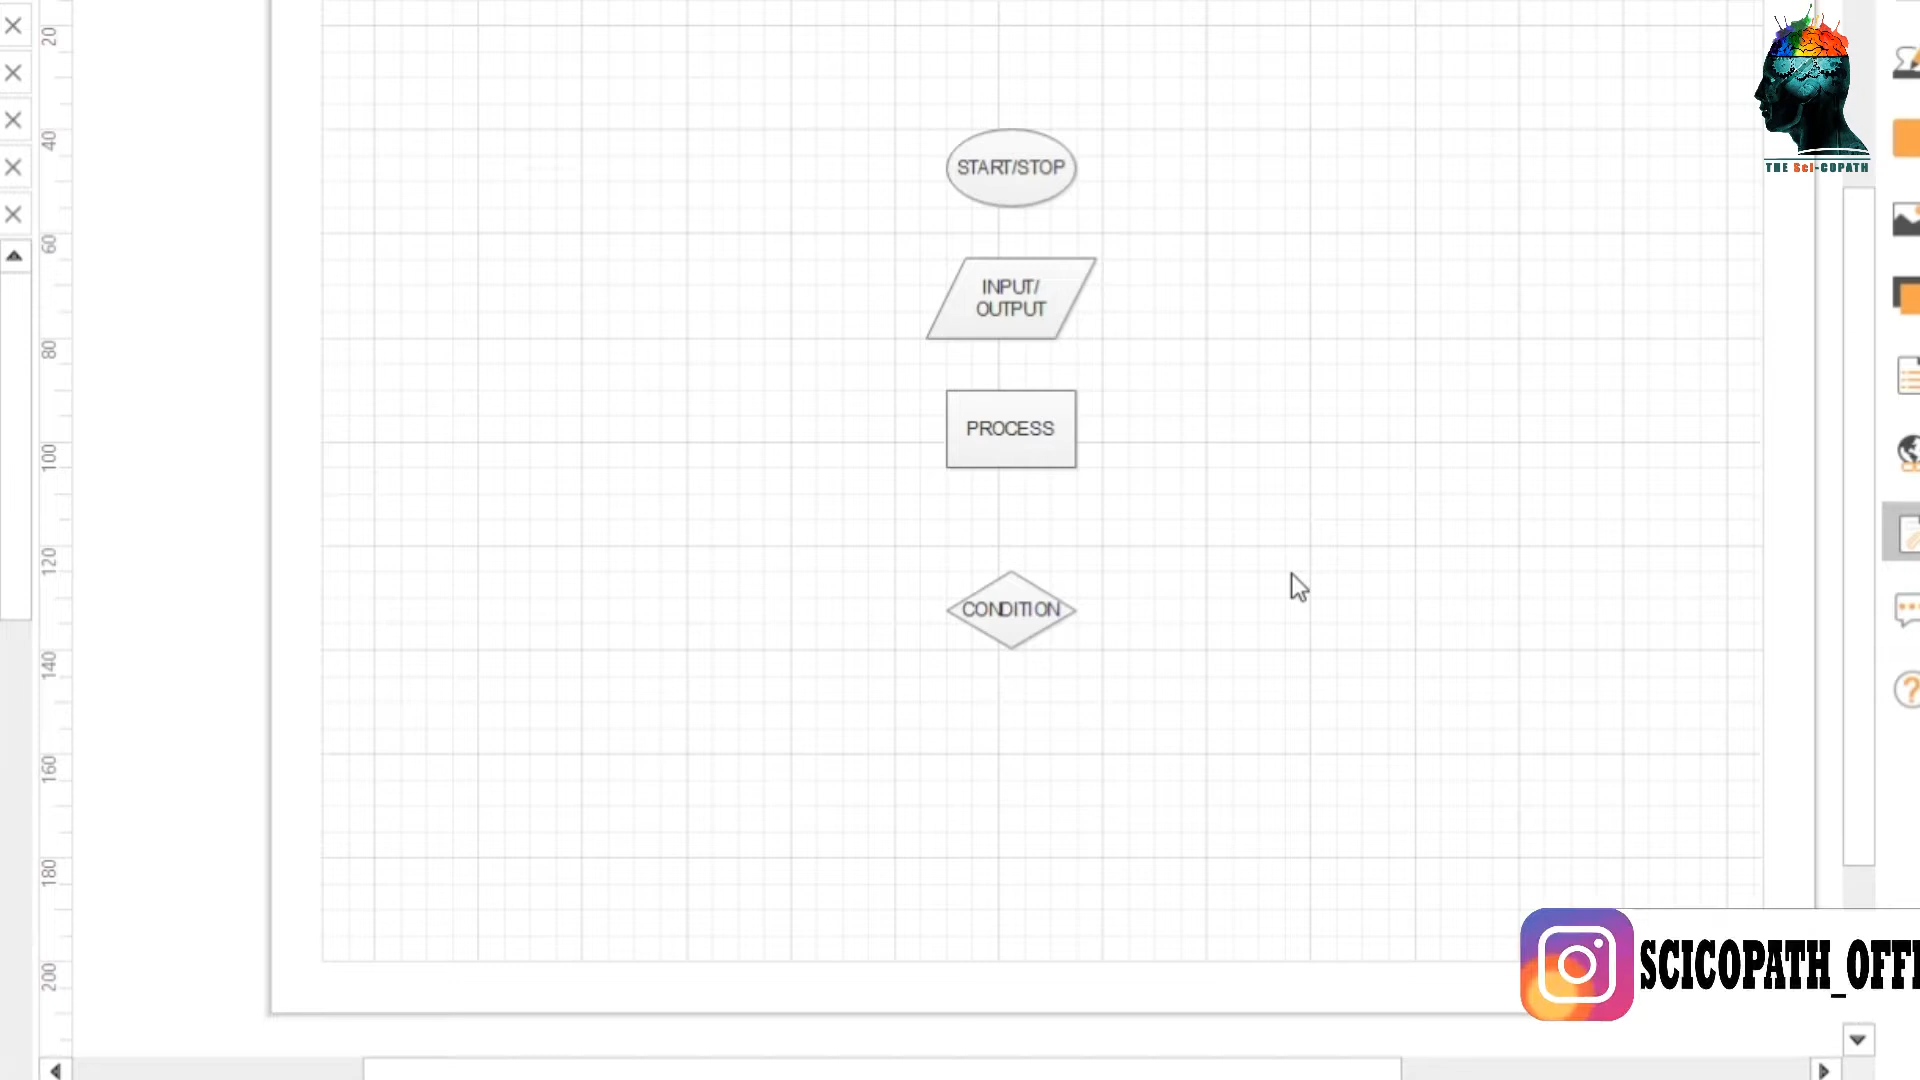 20
40
60
80
100
120
140
160
180
200
START/STOP
INPUT/
OUTPUT
PROCESS
CONDITION
THE Sci-COPATH
SCICOPATH_OFFI